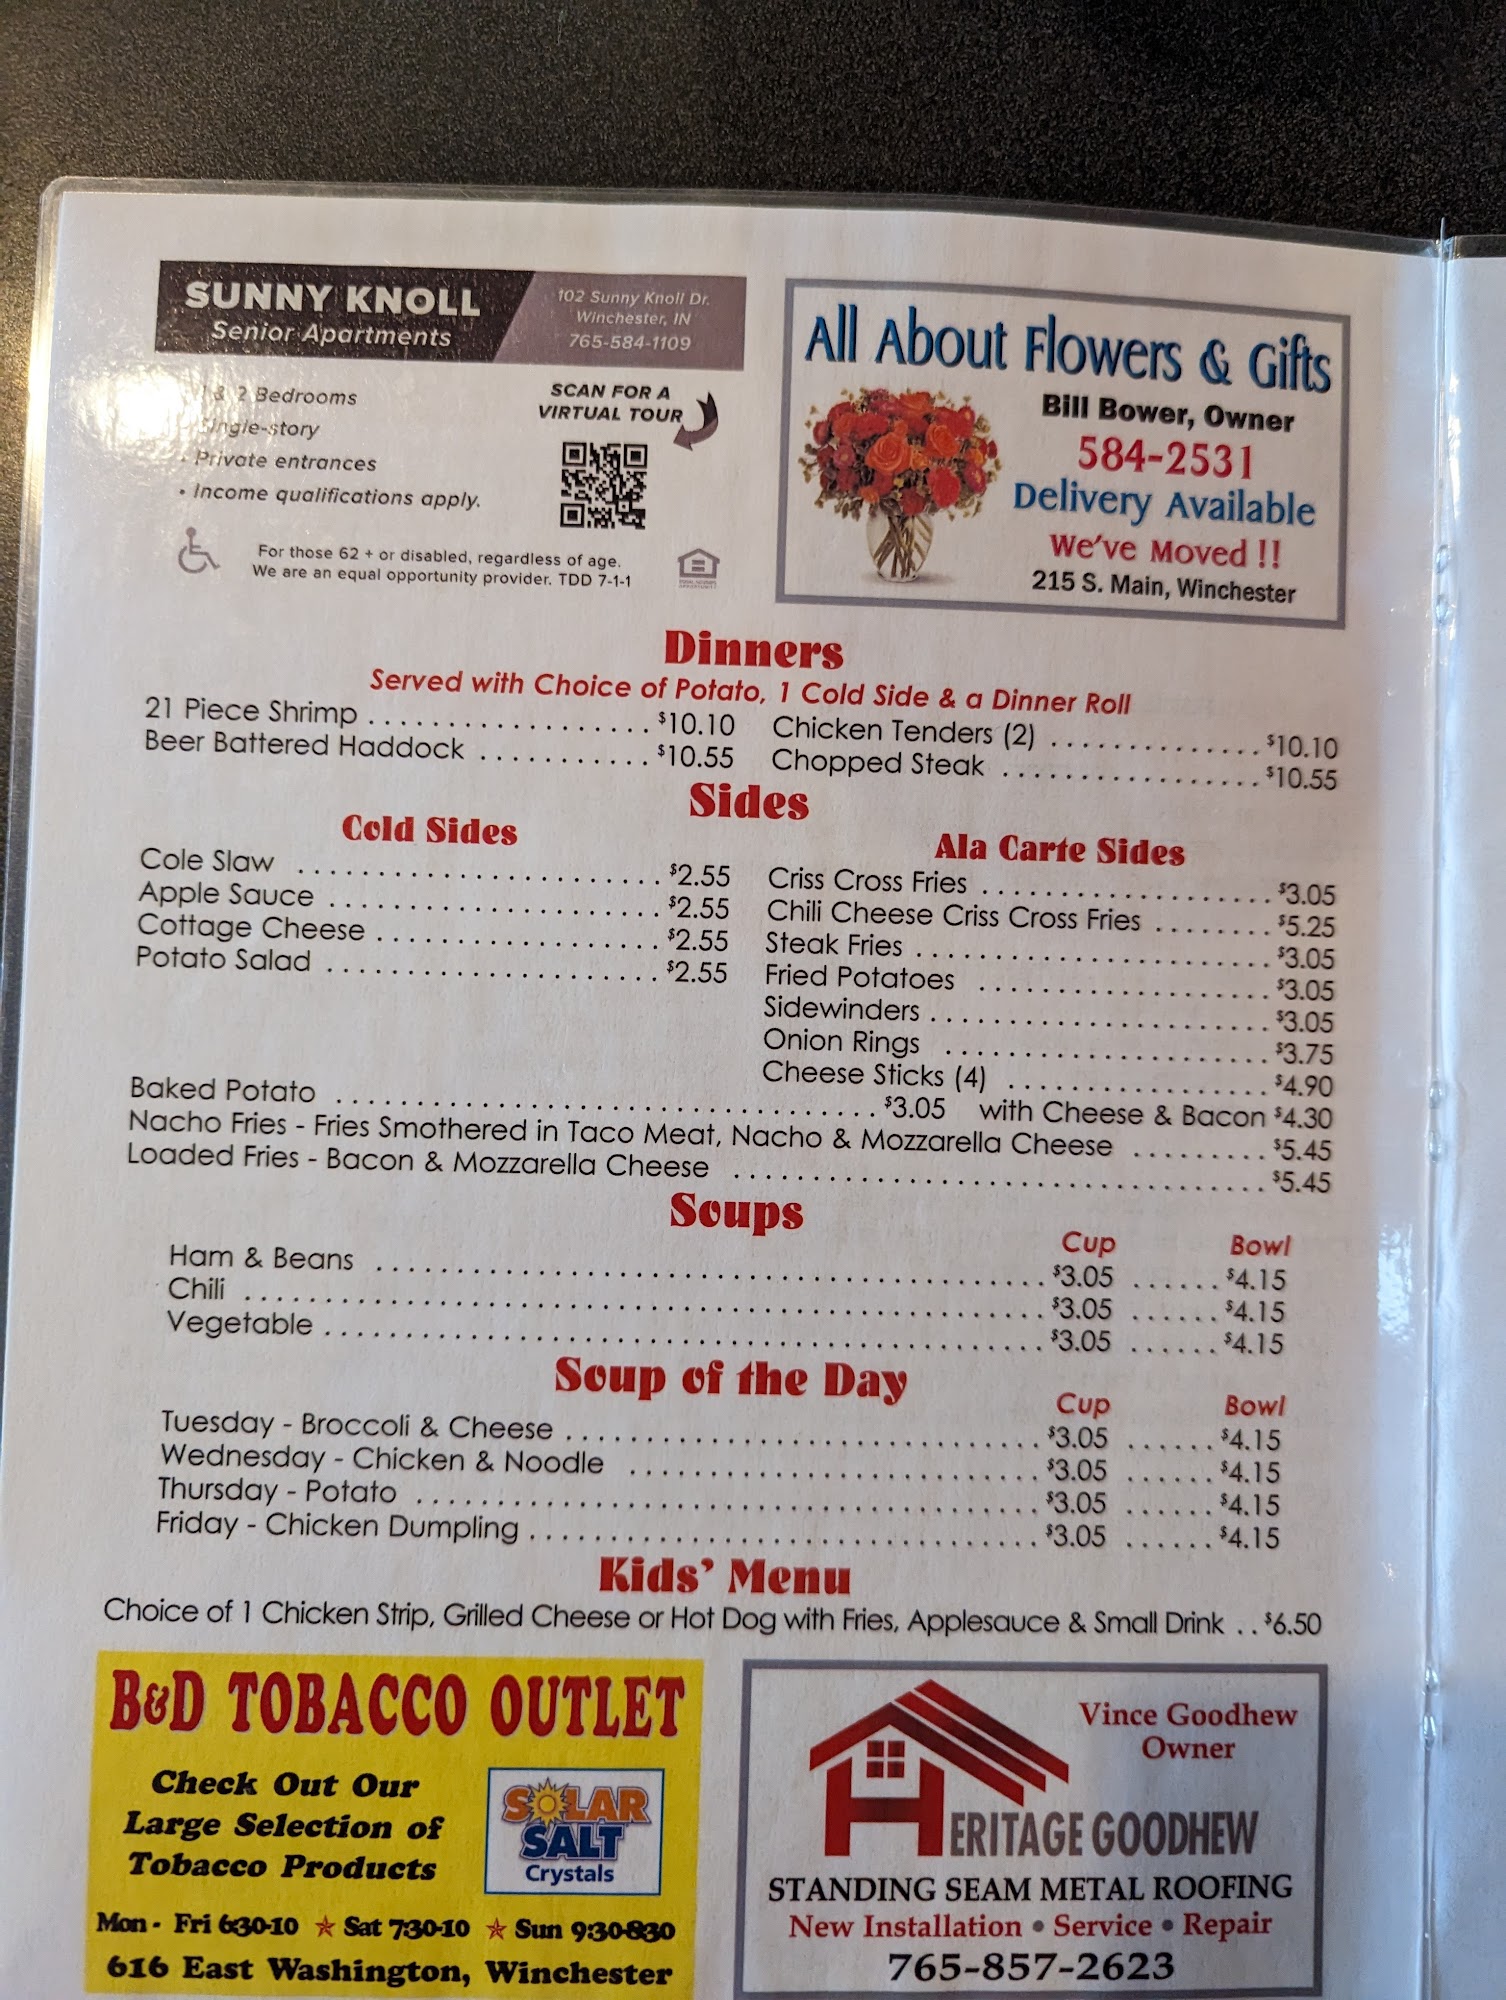 SUNNY KNOLL
Senior Apartments
102 Sunny Knoll Dr.
Winchester, IN
765-584-1109
1 & 2 Bedrooms
Single-story
• Private entrances
• Income qualifications apply.
SCAN FOR A
VIRTUAL TOUR
For those 62 + or disabled, regardless of age.
We are an equal opportunity provider. TDD 7-1-1
All About Flowers & Gifts
Bill Bower, Owner
584-2531
Delivery Available
We've Moved !!
215 S. Main, Winchester
Dinners
Served with Choice of Potato, 1 Cold Side & a Dinner Roll
21 Piece Shrimp . . . . . . . . . . . . . . . . . . $10.10
Beer Battered Haddock . . . . . . . . . . . $10.55
Chicken Tenders (2) . . . . . . . . . . . . . . $10.10
Chopped Steak . . . . . . . . . . . . . . . . . $10.55
Sides
Cold Sides
Cole Slaw . . . . . . . . . . . . . . . . . . . . . . . $2.55
Apple Sauce . . . . . . . . . . . . . . . . . . . . . $2.55
Cottage Cheese . . . . . . . . . . . . . . . . . . $2.55
Potato Salad . . . . . . . . . . . . . . . . . . . . . $2.55
Ala Carte Sides
Criss Cross Fries . . . . . . . . . . . . . . . . . . . $3.05
Chili Cheese Criss Cross Fries . . . . . . . . $5.25
Steak Fries . . . . . . . . . . . . . . . . . . . . . . . $3.05
Fried Potatoes . . . . . . . . . . . . . . . . . . . $3.05
Sidewinders . . . . . . . . . . . . . . . . . . . . . . $3.05
Onion Rings . . . . . . . . . . . . . . . . . . . . . $3.75
Cheese Sticks (4) . . . . . . . . . . . . . . . . . $4.90
Baked Potato . . . . . . . . . . . . . . . . . . . . . . . . . . . . . . . . . . $3.05 with Cheese & Bacon $4.30
Nacho Fries - Fries Smothered in Taco Meat, Nacho & Mozzarella Cheese . . . . . . . . . $5.45
Loaded Fries - Bacon & Mozzarella Cheese . . . . . . . . . . . . . . . . . . . . . . . . . . . . . . . . . . $5.45
Soups
Cup Bowl
Ham & Beans . . . . . . . . . . . . . . . . . . . . . . . . . . . . . . . . . . . . . . . . . . $3.05 . . . . . . $4.15
Chili . . . . . . . . . . . . . . . . . . . . . . . . . . . . . . . . . . . . . . . . . . . . . . . . . . . $3.05 . . . . . . $4.15
Vegetable . . . . . . . . . . . . . . . . . . . . . . . . . . . . . . . . . . . . . . . . . . . . . $3.05 . . . . . . $4.15
Soup of the Day
Cup Bowl
Tuesday - Broccoli & Cheese . . . . . . . . . . . . . . . . . . . . . . . . . . . . . . $3.05 . . . . . . $4.15
Wednesday - Chicken & Noodle . . . . . . . . . . . . . . . . . . . . . . . . . . $3.05 . . . . . . $4.15
Thursday - Potato . . . . . . . . . . . . . . . . . . . . . . . . . . . . . . . . . . . . . . . $3.05 . . . . . . $4.15
Friday - Chicken Dumpling . . . . . . . . . . . . . . . . . . . . . . . . . . . . . . . . $3.05 . . . . . . $4.15
Kids' Menu
Choice of 1 Chicken Strip, Grilled Cheese or Hot Dog with Fries, Applesauce & Small Drink . . $6.50
B&D TOBACCO OUTLET
Check Out Our
Large Selection of
Tobacco Products
SOLAR
SALT
Crystals
Mon - Fri 6:30-10 ★ Sat 7:30-10 ★ Sun 9:30-8:30
616 East Washington, Winchester
Vince Goodhew
Owner
HERITAGE GOODHEW
STANDING SEAM METAL ROOFING
New Installation • Service • Repair
765-857-2623